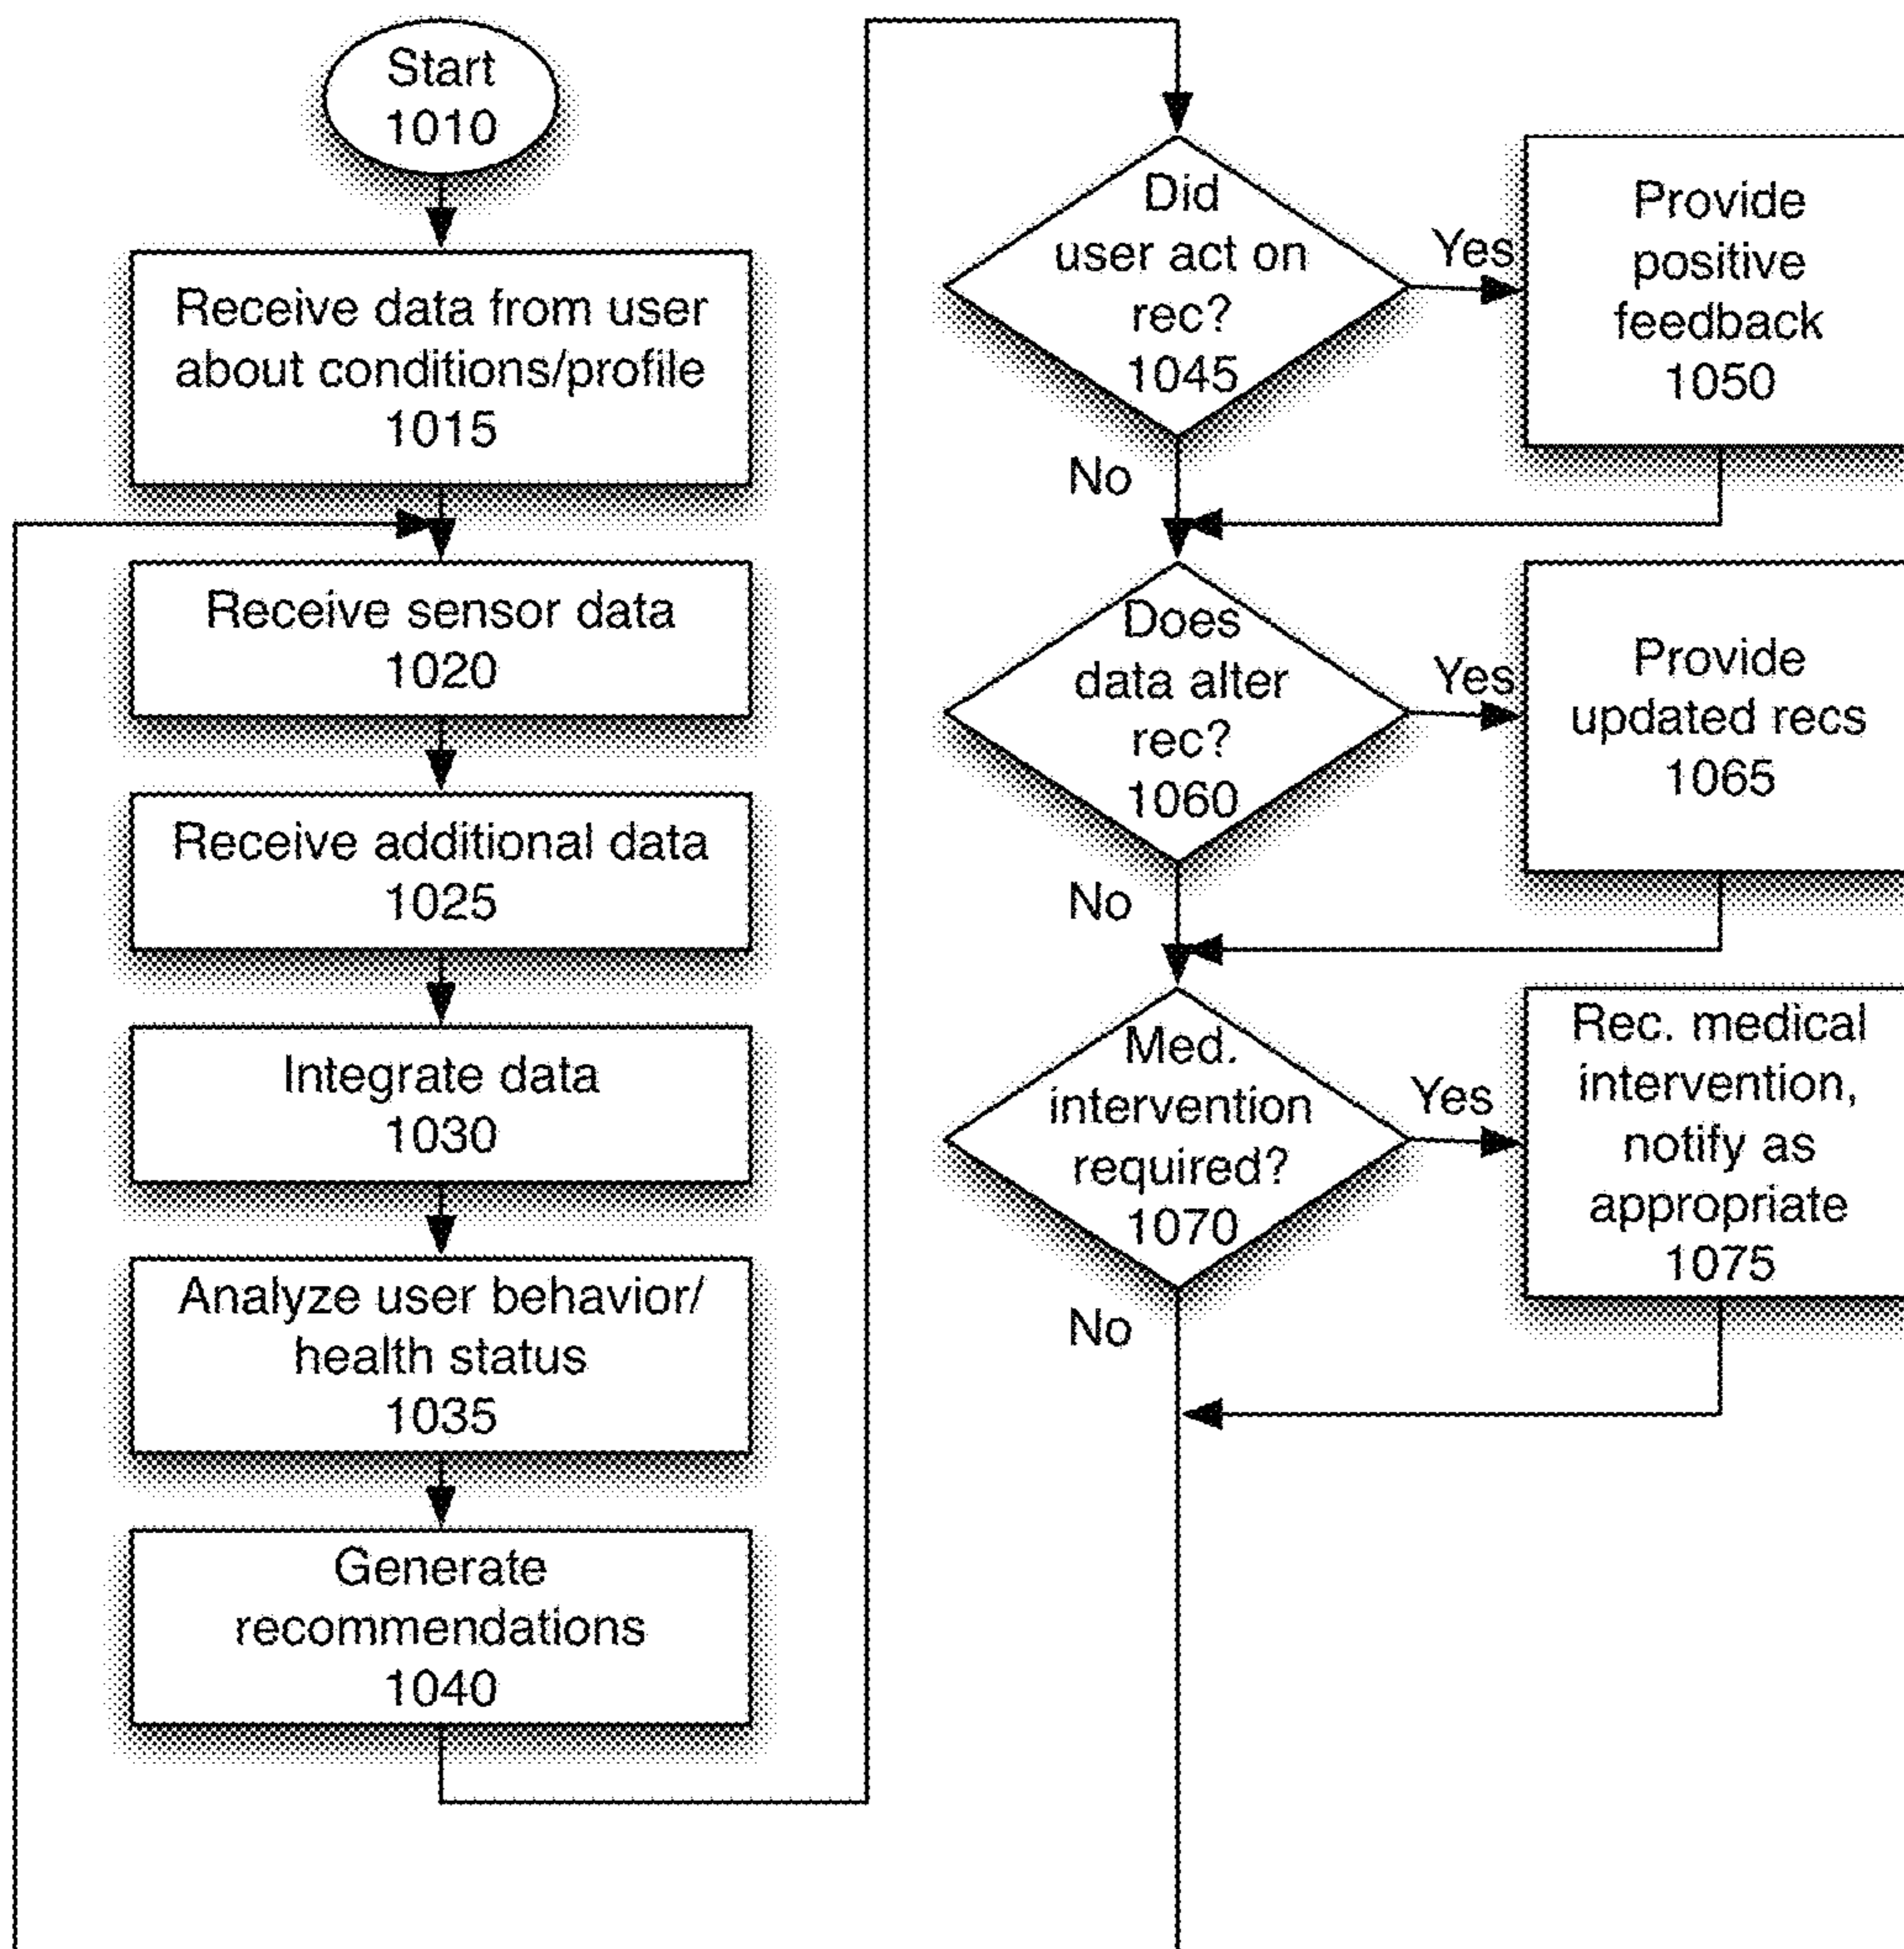 Start
1010
Receive data from user
about conditions/profile
1015
Receive sensor data
1020
Receive additional data
1025
Integrate data
1030
Analyze user behavior/
health status
1035
Generate
recommendations
1040
Did
user act on
rec?
1045
Yes
No
Provide
positive
feedback
1050
Does
data alter
rec?
1060
Yes
No
Provide
updated recs
1065
Med.
intervention
required?
1070
Yes
No
Rec. medical
intervention,
notify as
appropriate
1075